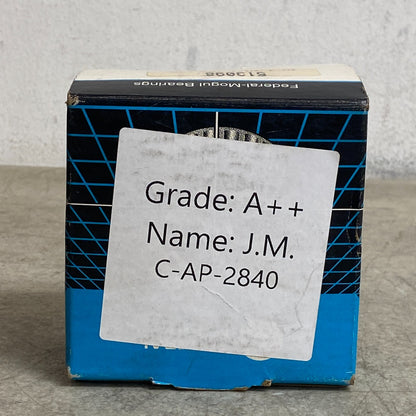 Federal-Mogul Bearings
Grade: A++
Name: J.M.
C-AP-2840